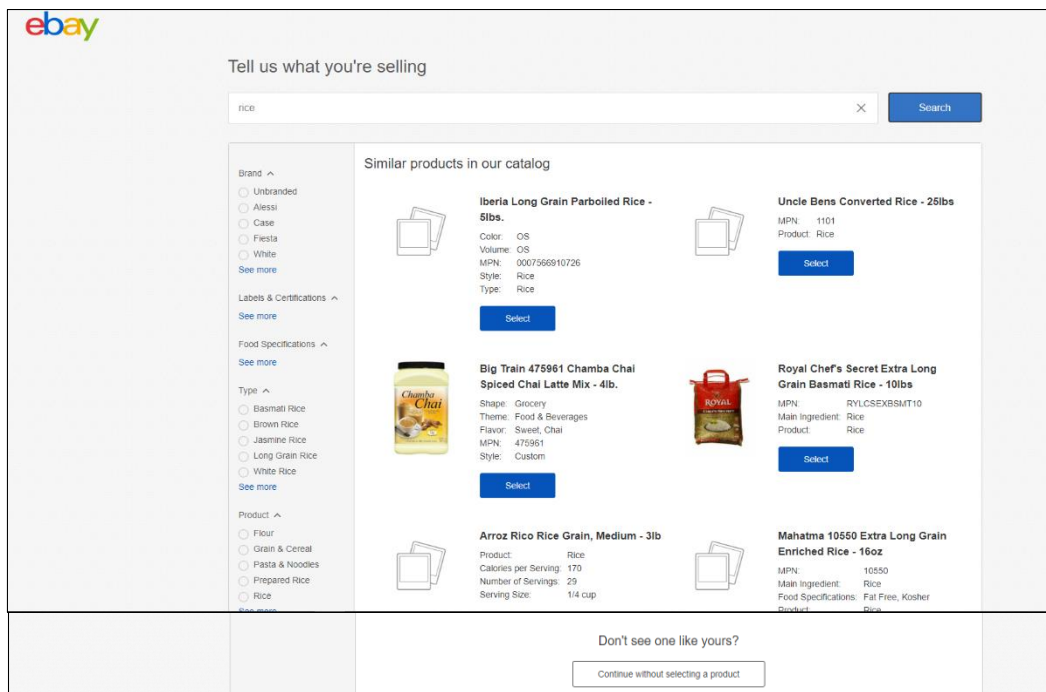 ebay
Tell us what you're selling
rice
Search
Brand
Unbranded
Alessi
Case
Fiesta
White
See more
Labels & Certifications
See more
Food Specifications
See more
Type
Basmati Rice
Brown Rice
Jasmine Rice
Long Grain Rice
White Rice
See more
Product
Flour
Grain & Cereal
Pasta & Noodles
Prepared Rice
Rice
See more
Similar products in our catalog
Iberia Long Grain Parboiled Rice -
5lbs.
Color: OS
Volume: OS
MPN: 0007566910726
Style: Rice
Type: Rice
Select
Uncle Bens Converted Rice - 25lbs
MPN: 1101
Product: Rice
Select
Chamba
Chai
Big Train 475961 Chamba Chai
Spiced Chai Latte Mix - 4lb.
Shape: Grocery
Theme: Food & Beverages
Flavor: Sweet, Chai
MPN: 475961
Style: Custom
Select
ROYAL
Royal Chef's Secret Extra Long
Grain Basmati Rice - 10lbs
MPN: RYLCSEXBSMT10
Main Ingredient: Rice
Product: Rice
Select
Arroz Rico Rice Grain, Medium - 3lb
Product: Rice
Calories per Serving: 170
Number of Servings: 29
Serving Size: 1/4 cup
Mahatma 10550 Extra Long Grain
Enriched Rice - 16oz
MPN: 10550
Main Ingredient: Rice
Food Specifications: Fat Free, Kosher
Product: Rice
Don't see one like yours?
Continue without selecting a product